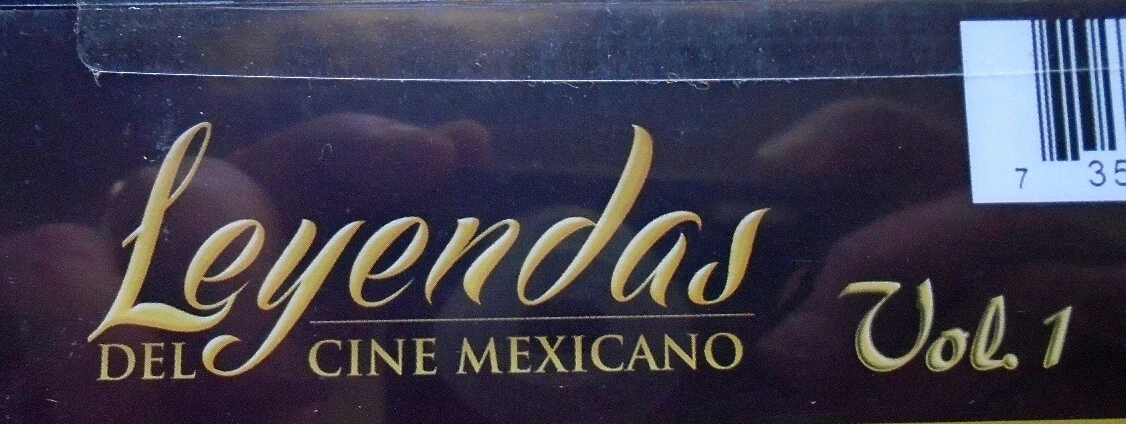 Leyendas
DEL CINE MEXICANO
Vol. 1
7 35